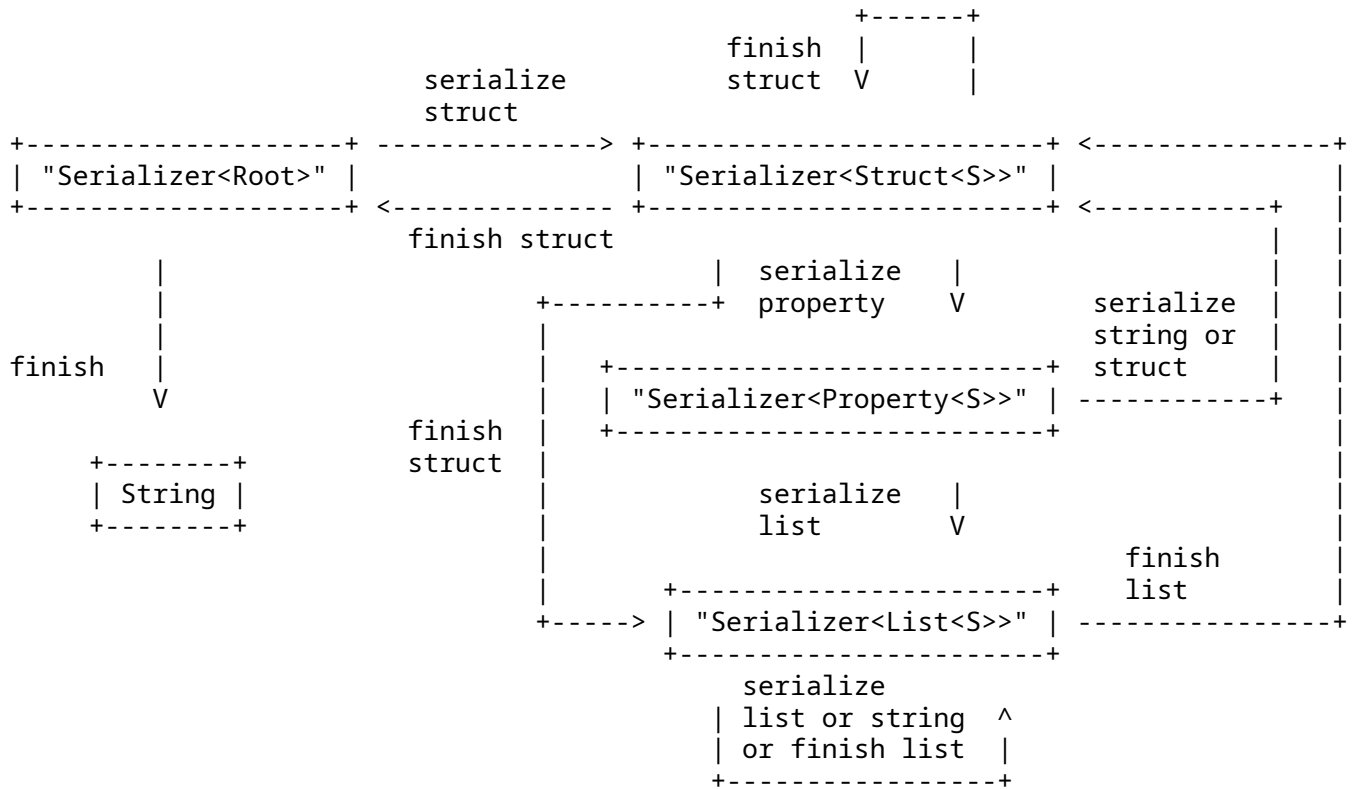 finish
struct
serialize
struct
"Serializer<Root>"
"Serializer<Struct<S>>"
finish struct
serialize
property
serialize
string or
struct
finish
"Serializer<Property<S>>"
finish
struct
String
serialize
list
finish
list
"Serializer<List<S>>"
serialize
list or string
or finish list